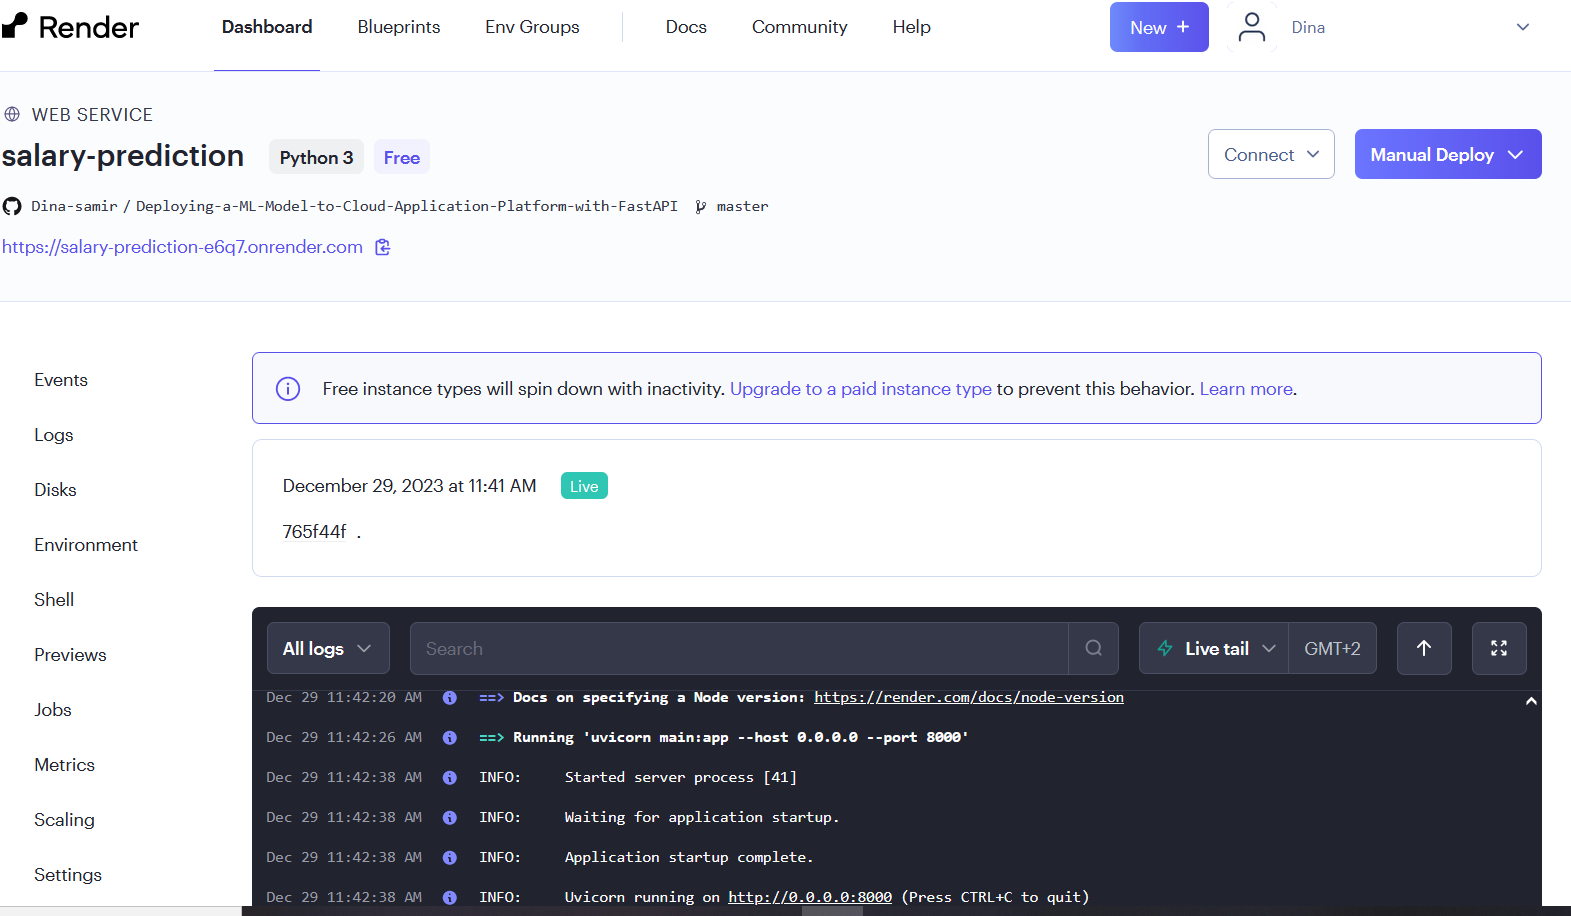 Render Dashboard Blueprints Env Groups Docs Community Help New + Dina
WEB SERVICE
salary-prediction Python 3 Free Connect Manual Deploy
Dina-samir / Deploying-a-ML-Model-to-Cloud-Application-Platform-with-FastAPI master
https://salary-prediction-e6q7.onrender.com
Events
Logs
Disks
Environment
Shell
Previews
Jobs
Metrics
Scaling
Settings
Free instance types will spin down with inactivity. Upgrade to a paid instance type to prevent this behavior. Learn more.
December 29, 2023 at 11:41 AM Live
765f44f .
All logs Search Live tail GMT+2
Dec 29 11:42:20 AM ==> Docs on specifying a Node version: https://render.com/docs/node-version
Dec 29 11:42:26 AM ==> Running 'uvicorn main:app --host 0.0.0.0 --port 8000'
Dec 29 11:42:38 AM INFO: Started server process [41]
Dec 29 11:42:38 AM INFO: Waiting for application startup.
Dec 29 11:42:38 AM INFO: Application startup complete.
Dec 29 11:42:38 AM INFO: Uvicorn running on http://0.0.0.0:8000 (Press CTRL+C to quit)